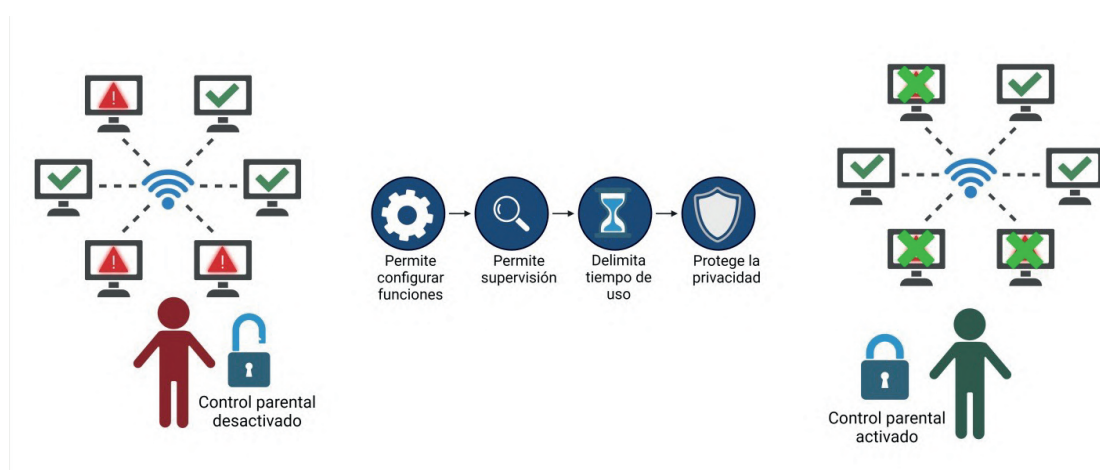 Permite
configurar
funciones
Permite
supervisión
Delimita
tiempo de
uso
Protege la
privacidad
Control parental
desactivado
Control parental
activado